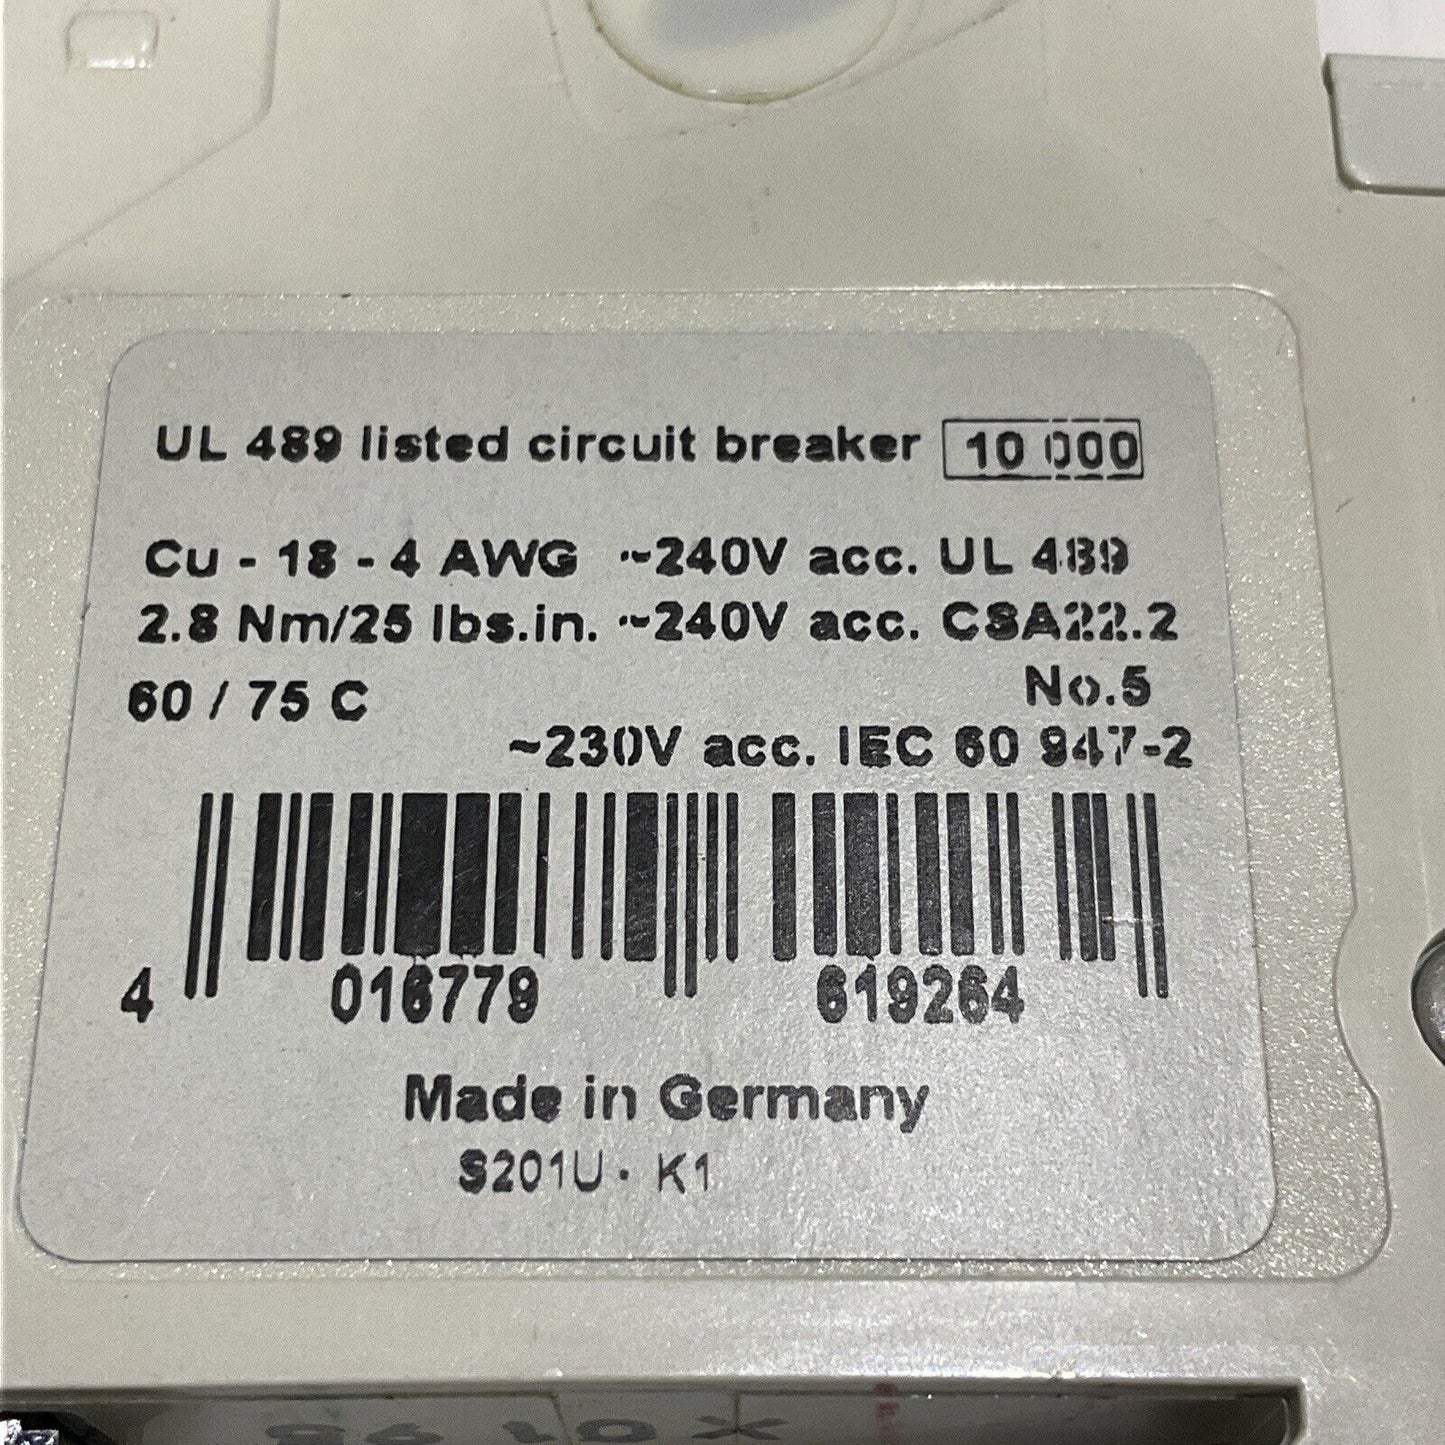 UL 489 listed circuit breaker 10 000
Cu - 18 - 4 AWG ~240V acc. UL 489
2.8 Nm/25 lbs.in. ~240V acc. CSA22.2
60 / 75 C No.5
~230V acc. IEC 60 947-2
4 016779 619264
Made in Germany
S201U - K1